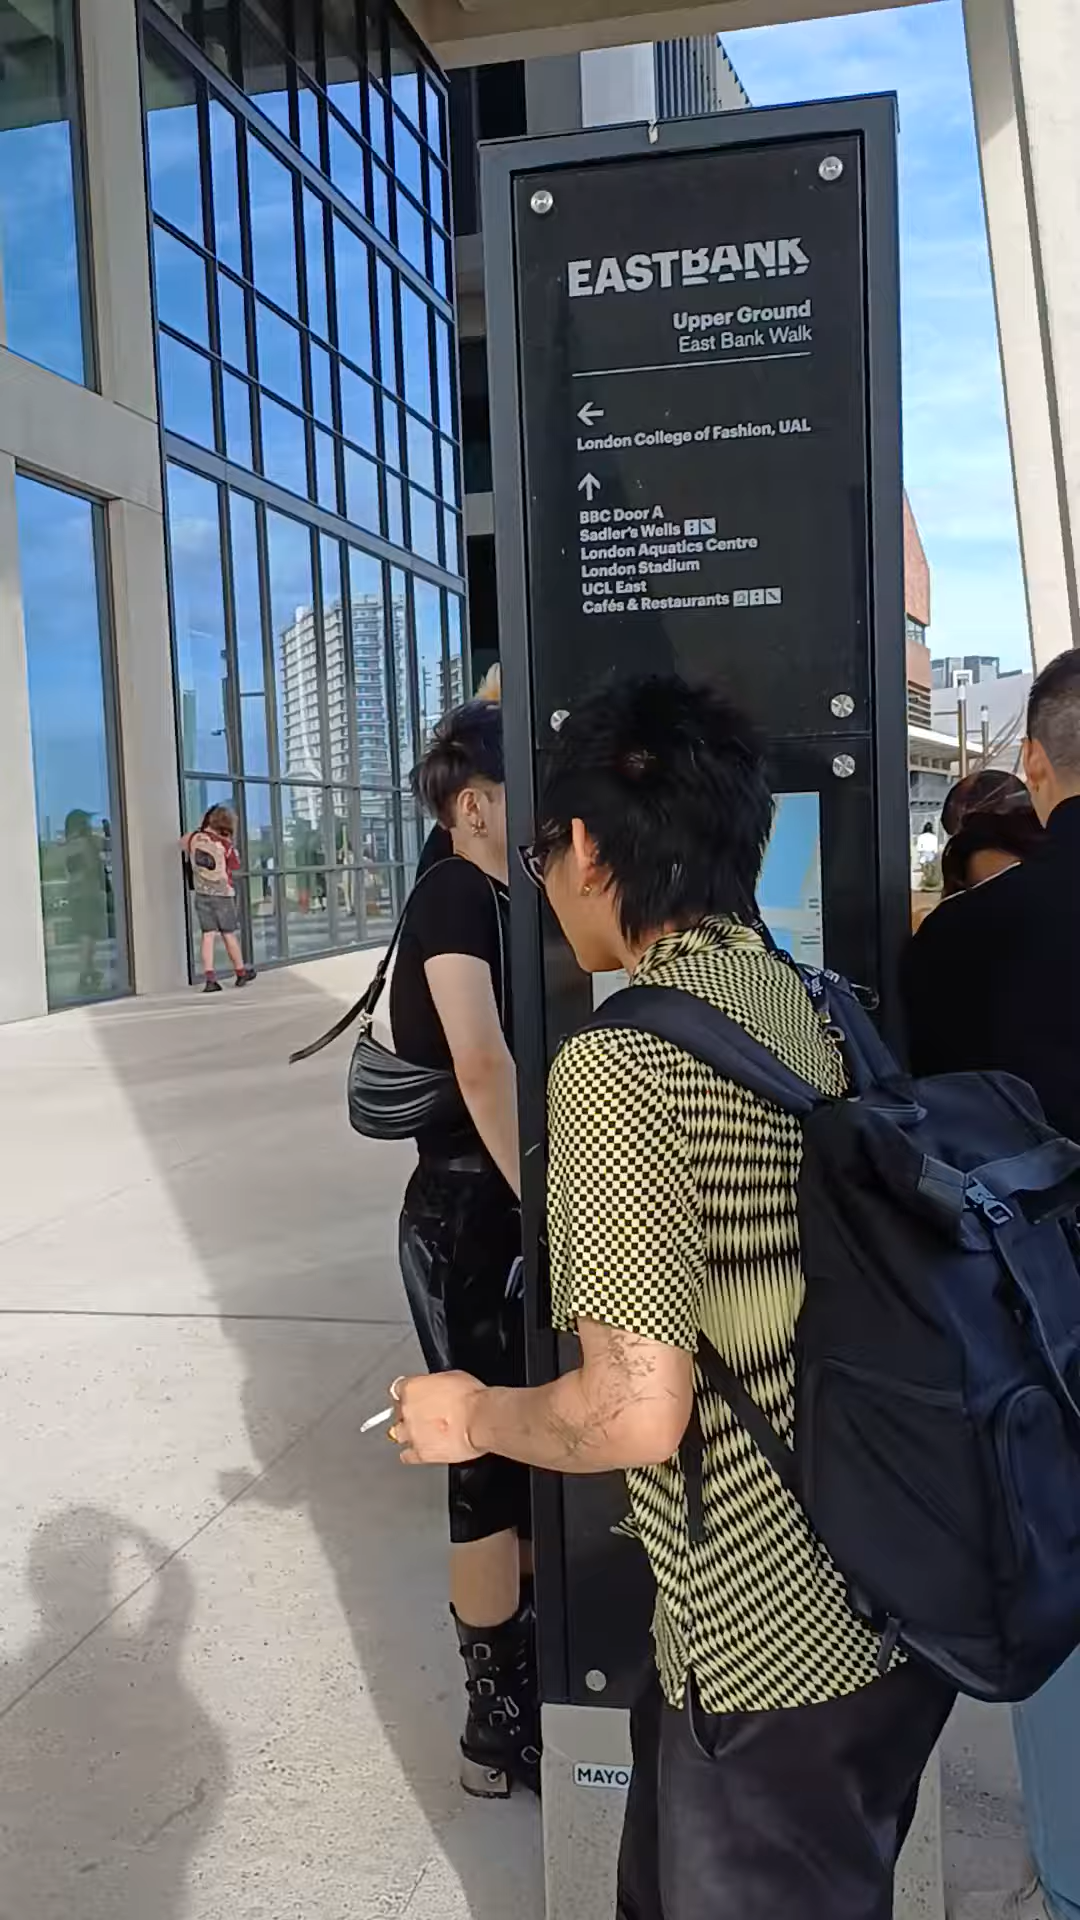 EASTBANK
Upper Ground
East Bank Walk
←
London College of Fashion, UAL
↑
BBC Door A
Sadler's Wells
London Aquatics Centre
London Stadium
UCL East
Cafés & Restaurants
MAYO